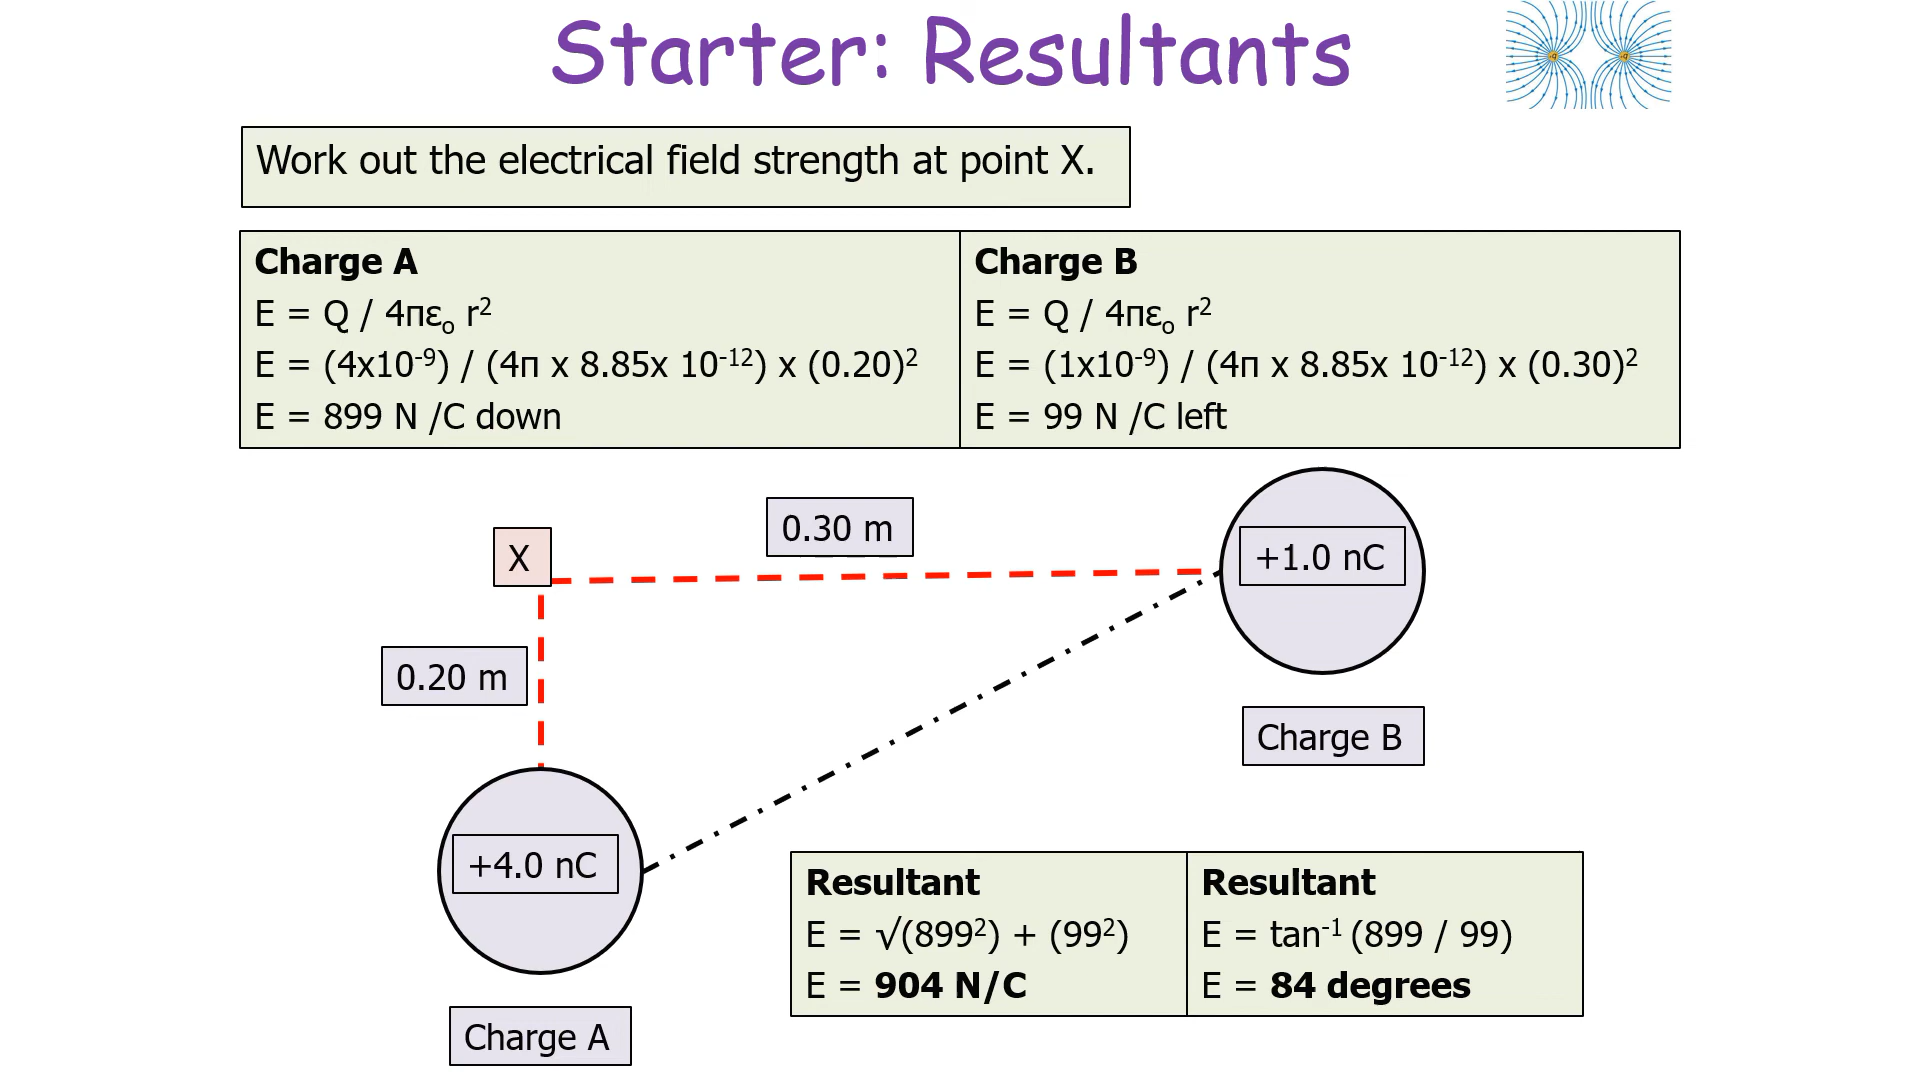 Starter: Resultants
Work out the electrical field strength at point X.
Charge A
E = Q / 4πεₒ r²
E = (4x10⁻⁹) / (4π x 8.85x 10⁻¹²) x (0.20)²
E = 899 N /C down
Charge B
E = Q / 4πεₒ r²
E = (1x10⁻⁹) / (4π x 8.85x 10⁻¹²) x (0.30)²
E = 99 N /C left
0.30 m
X
+1.0 nC
0.20 m
Charge B
+4.0 nC
Charge A
Resultant
E = √(899²) + (99²)
E = 904 N/C
Resultant
E = tan⁻¹ (899 / 99)
E = 84 degrees